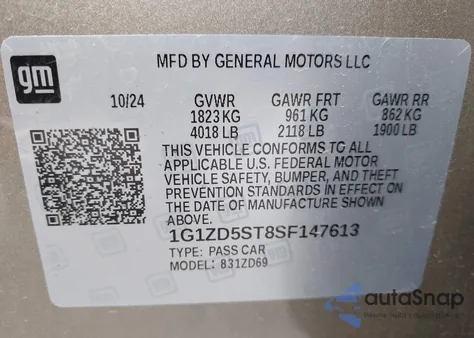 gm
MFD BY GENERAL MOTORS LLC
10/24 GVWR GAWR FRT GAWR RR
1823 KG 961 KG 862 KG
4018 LB 2118 LB 1900 LB
THIS VEHICLE CONFORMS TO ALL
APPLICABLE U.S. FEDERAL MOTOR
VEHICLE SAFETY, BUMPER, AND THEFT
PREVENTION STANDARDS IN EFFECT ON
THE DATE OF MANUFACTURE SHOWN
ABOVE.
1G1ZD5ST8SF147613
TYPE: PASS CAR
MODEL: 831ZD69
autaSnap